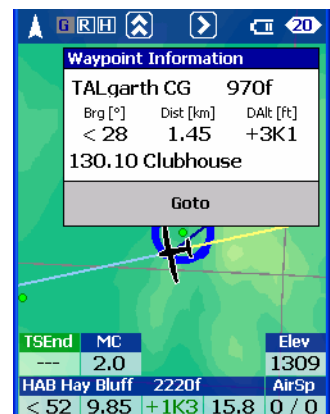 G R H 20
Waypoint Information
TALgarth CG 970f
Brg [°] Dist [km] DAlt [ft]
< 28 1.45 +3K1
130.10 Clubhouse
Goto
TSEnd MC Elev
--- 2.0 1309
HAB Hay Bluff 2220f AirSp
< 52 9.85 +1K3 15.8 0 / 0